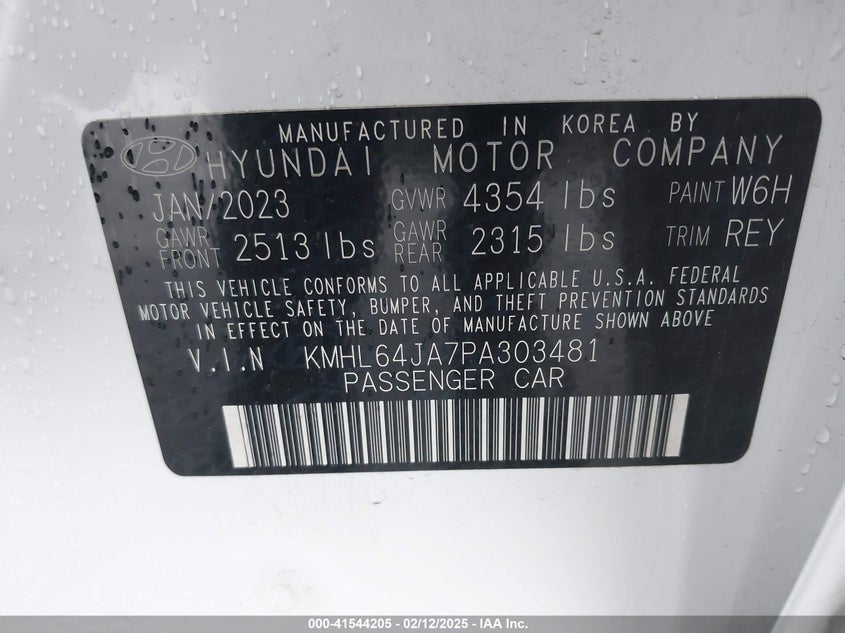 MANUFACTURED IN KOREA BY
HYUNDAI MOTOR COMPANY
JAN/2023 GVWR 4354 lbs PAINT W6H
GAWR FRONT 2513 lbs GAWR REAR 2315 lbs TRIM REY
THIS VEHICLE CONFORMS TO ALL APPLICABLE U.S.A. FEDERAL
MOTOR VEHICLE SAFETY, BUMPER, AND THEFT PREVENTION STANDARDS
IN EFFECT ON THE DATE OF MANUFACTURE SHOWN ABOVE
V.I.N KMHL64JA7PA303481
PASSENGER CAR
000-41544205 - 02/12/2025 - IAA Inc.